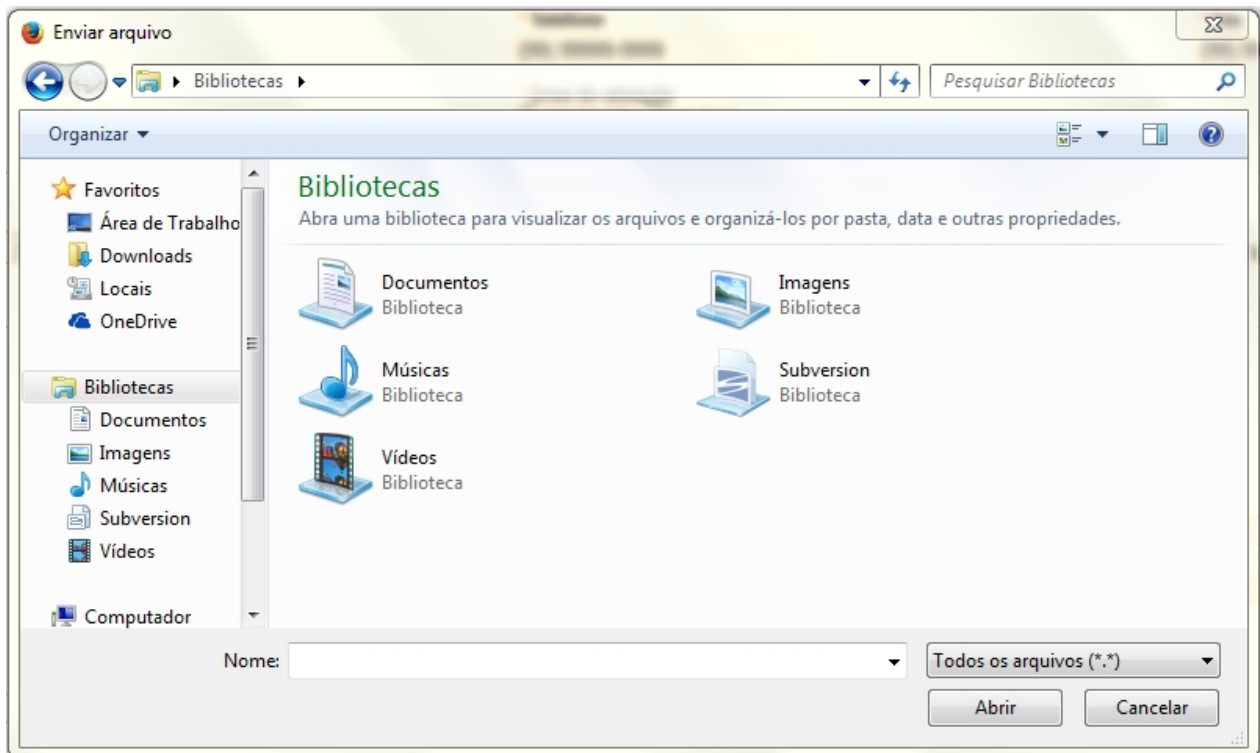 Enviar arquivo
Bibliotecas
Pesquisar Bibliotecas
Organizar
Favoritos
Área de Trabalho
Downloads
Locais
OneDrive
Bibliotecas
Documentos
Imagens
Músicas
Subversion
Vídeos
Computador
Bibliotecas
Abra uma biblioteca para visualizar os arquivos e organizá-los por pasta, data e outras propriedades.
Documentos
Biblioteca
Imagens
Biblioteca
Músicas
Biblioteca
Subversion
Biblioteca
Vídeos
Biblioteca
Nome:
Todos os arquivos (*.*)
Abrir
Cancelar